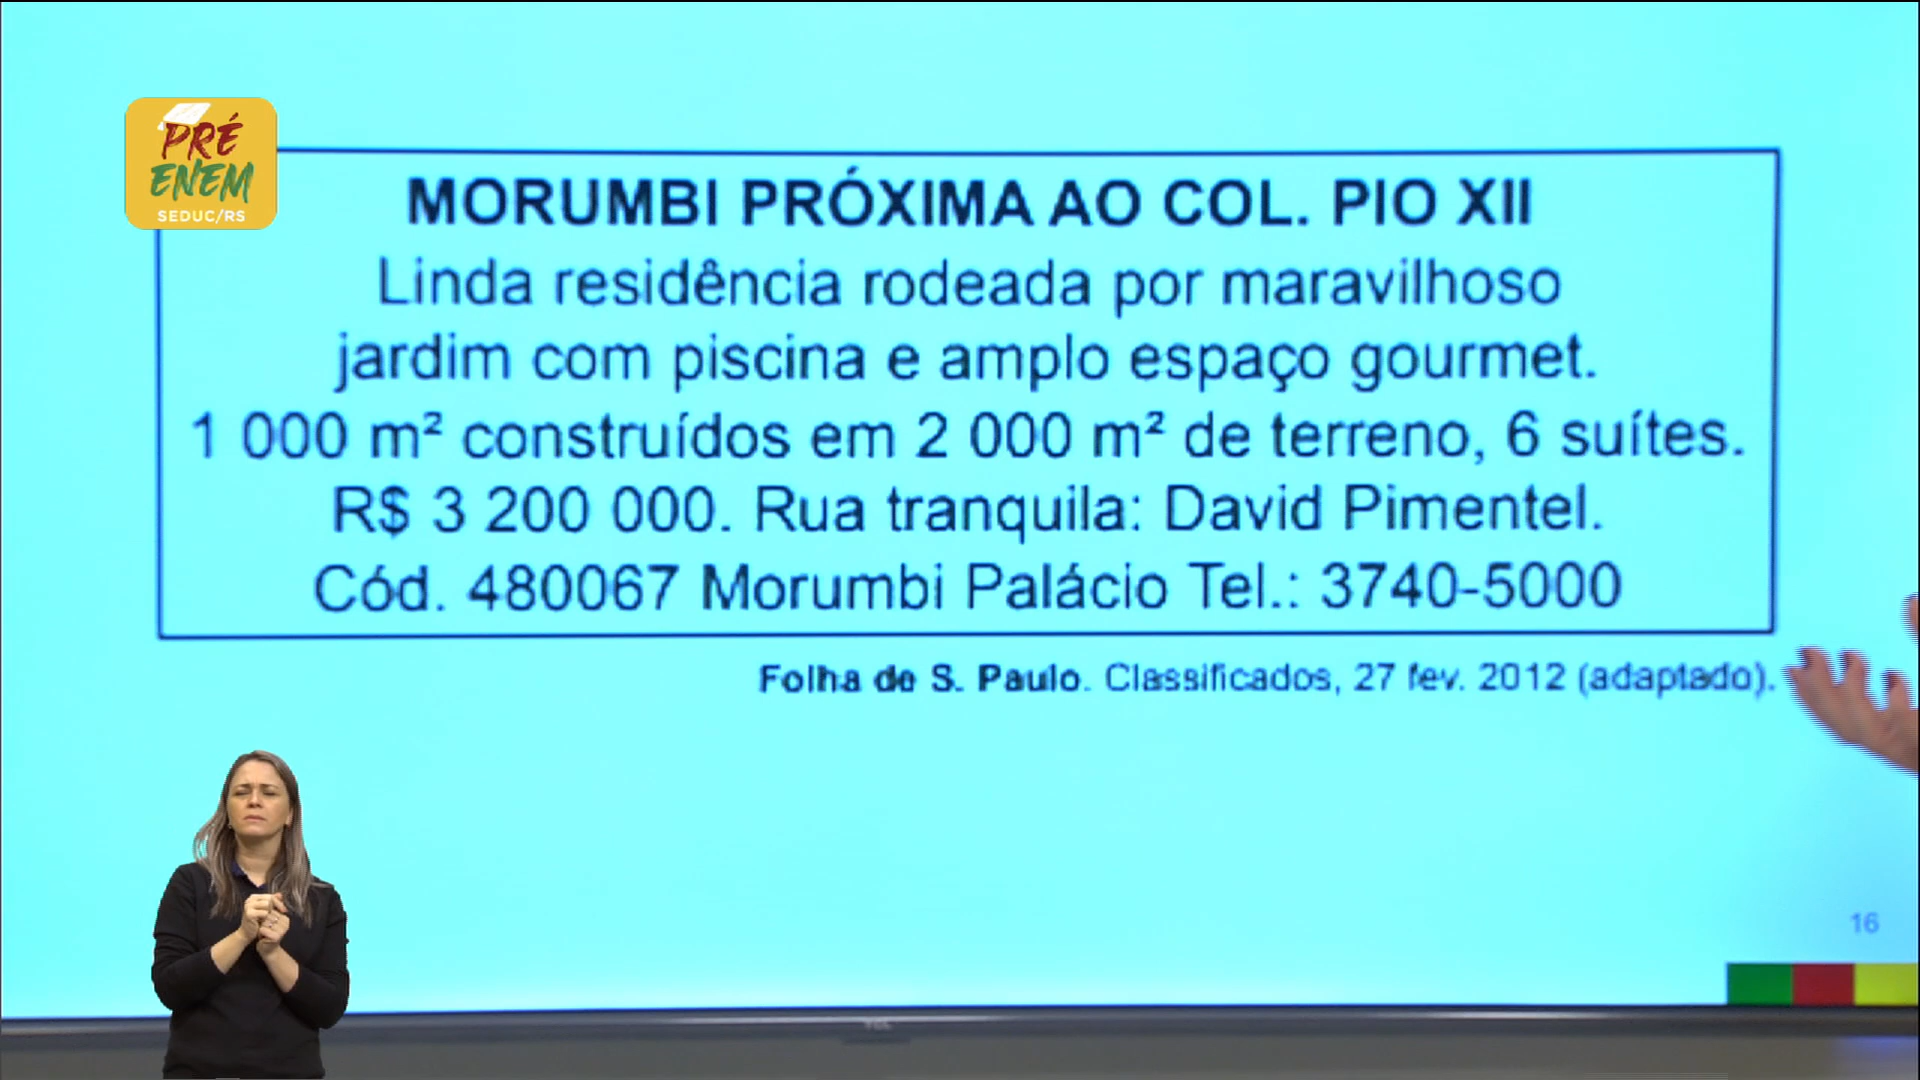 PRÉ
ENEM
SEDUC/RS
MORUMBI PRÓXIMA AO COL. PIO XII
Linda residência rodeada por maravilhoso
jardim com piscina e amplo espaço gourmet.
1 000 m² construídos em 2 000 m² de terreno, 6 suítes.
R$ 3 200 000. Rua tranquila: David Pimentel.
Cód. 480067 Morumbi Palácio Tel.: 3740-5000
Folha de S. Paulo. Classificados, 27 fev. 2012 (adaptado).
16
TCL